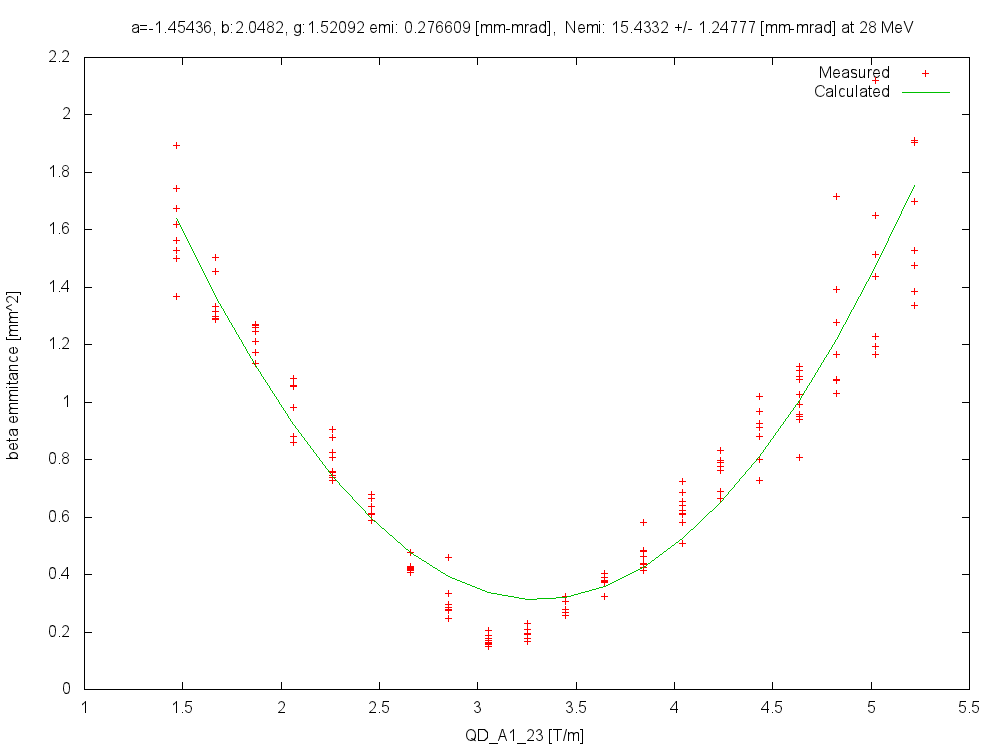 a=-1.45436, b:2.0482, g:1.52092 emi: 0.276609 [mm-mrad],  Nemi: 15.4332 +/- 1.24777 [mm-mrad] at 28 MeV
Measured
Calculated
2.2
2
1.8
1.6
1.4
1.2
1
0.8
0.6
0.4
0.2
0
beta emmitance [mm^2]
1 1.5 2 2.5 3 3.5 4 4.5 5 5.5
QD_A1_23 [T/m]